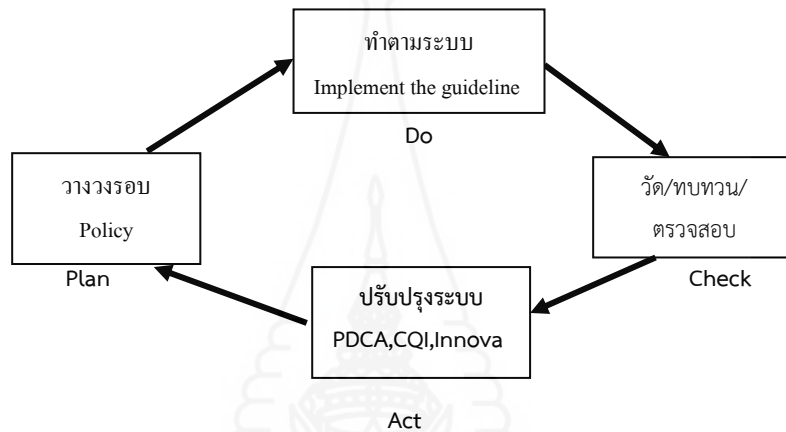 ทำตามระบบ
Implement the guideline
Do
วางวงรอบ
Policy
Plan
วัด/ทบทวน/
ตรวจสอบ
Check
ปรับปรุงระบบ
PDCA,CQI,Innova
Act